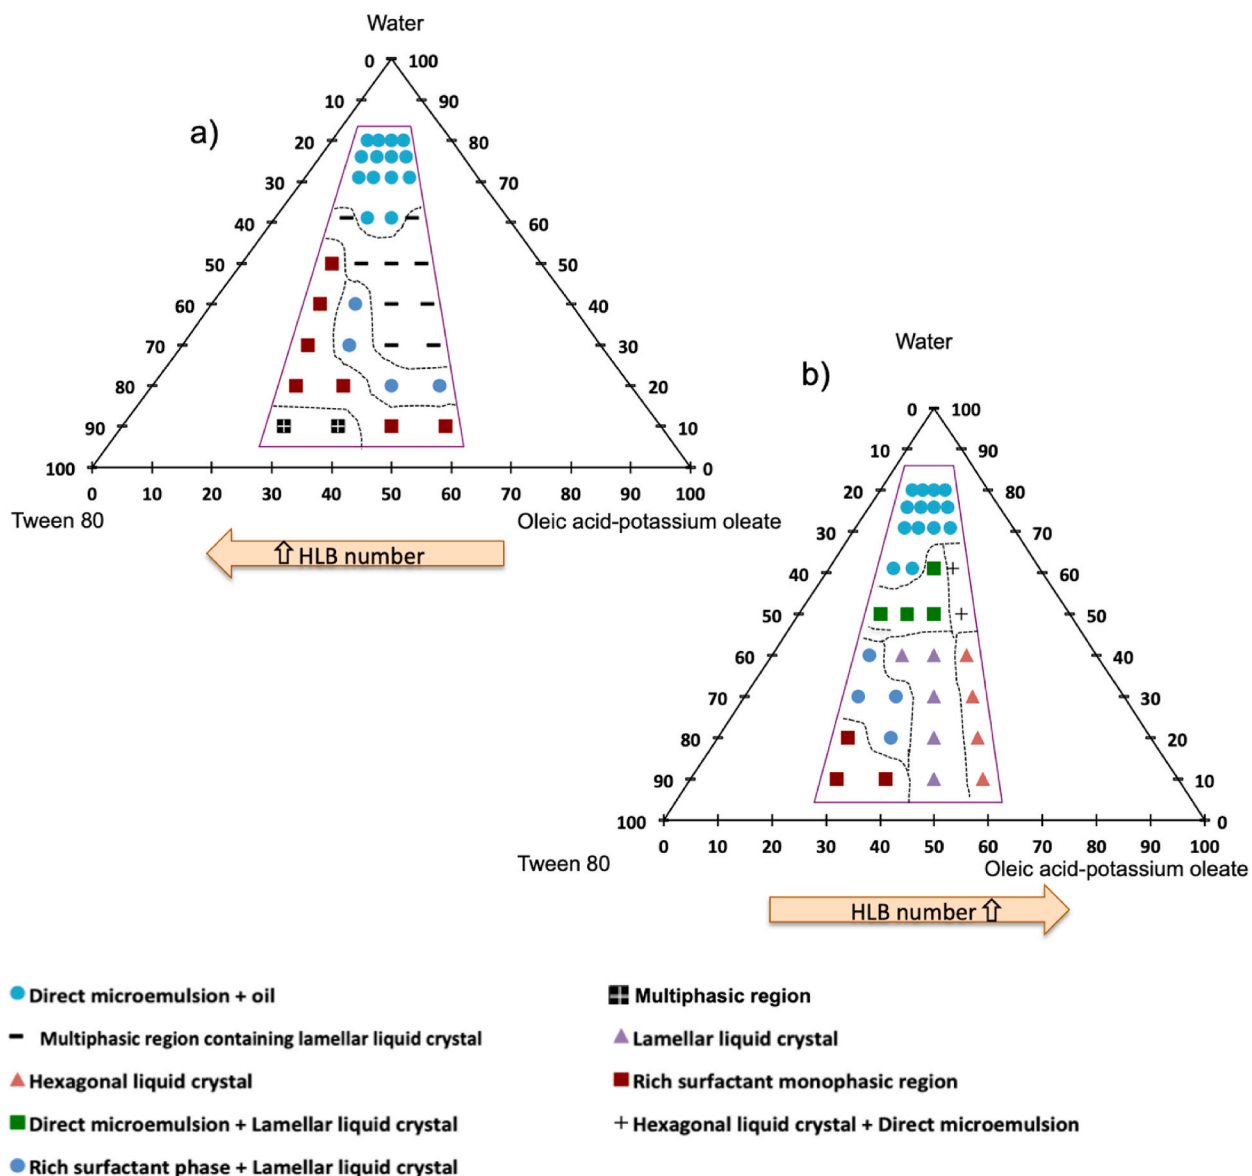 Water
0 100
a)
10 90
20 80
30 70
40 60
50 50
60 40
70 30
80 20
90 10
100 0
0 10 20 30 40 50 60 70 80 90 100
Tween 80 Oleic acid-potassium oleate
⇧ HLB number
Water
b)
0 100
10 90
20 80
30 70
40 60
50 50
60 40
70 30
80 20
90 10
100 0
0 10 20 30 40 50 60 70 80 90 100
Tween 80 Oleic acid-potassium oleate
HLB number ⇧
Direct microemulsion + oil
Multiphasic region containing lamellar liquid crystal
Hexagonal liquid crystal
Direct microemulsion + Lamellar liquid crystal
Rich surfactant phase + Lamellar liquid crystal
Multiphasic region
Lamellar liquid crystal
Rich surfactant monophasic region
Hexagonal liquid crystal + Direct microemulsion